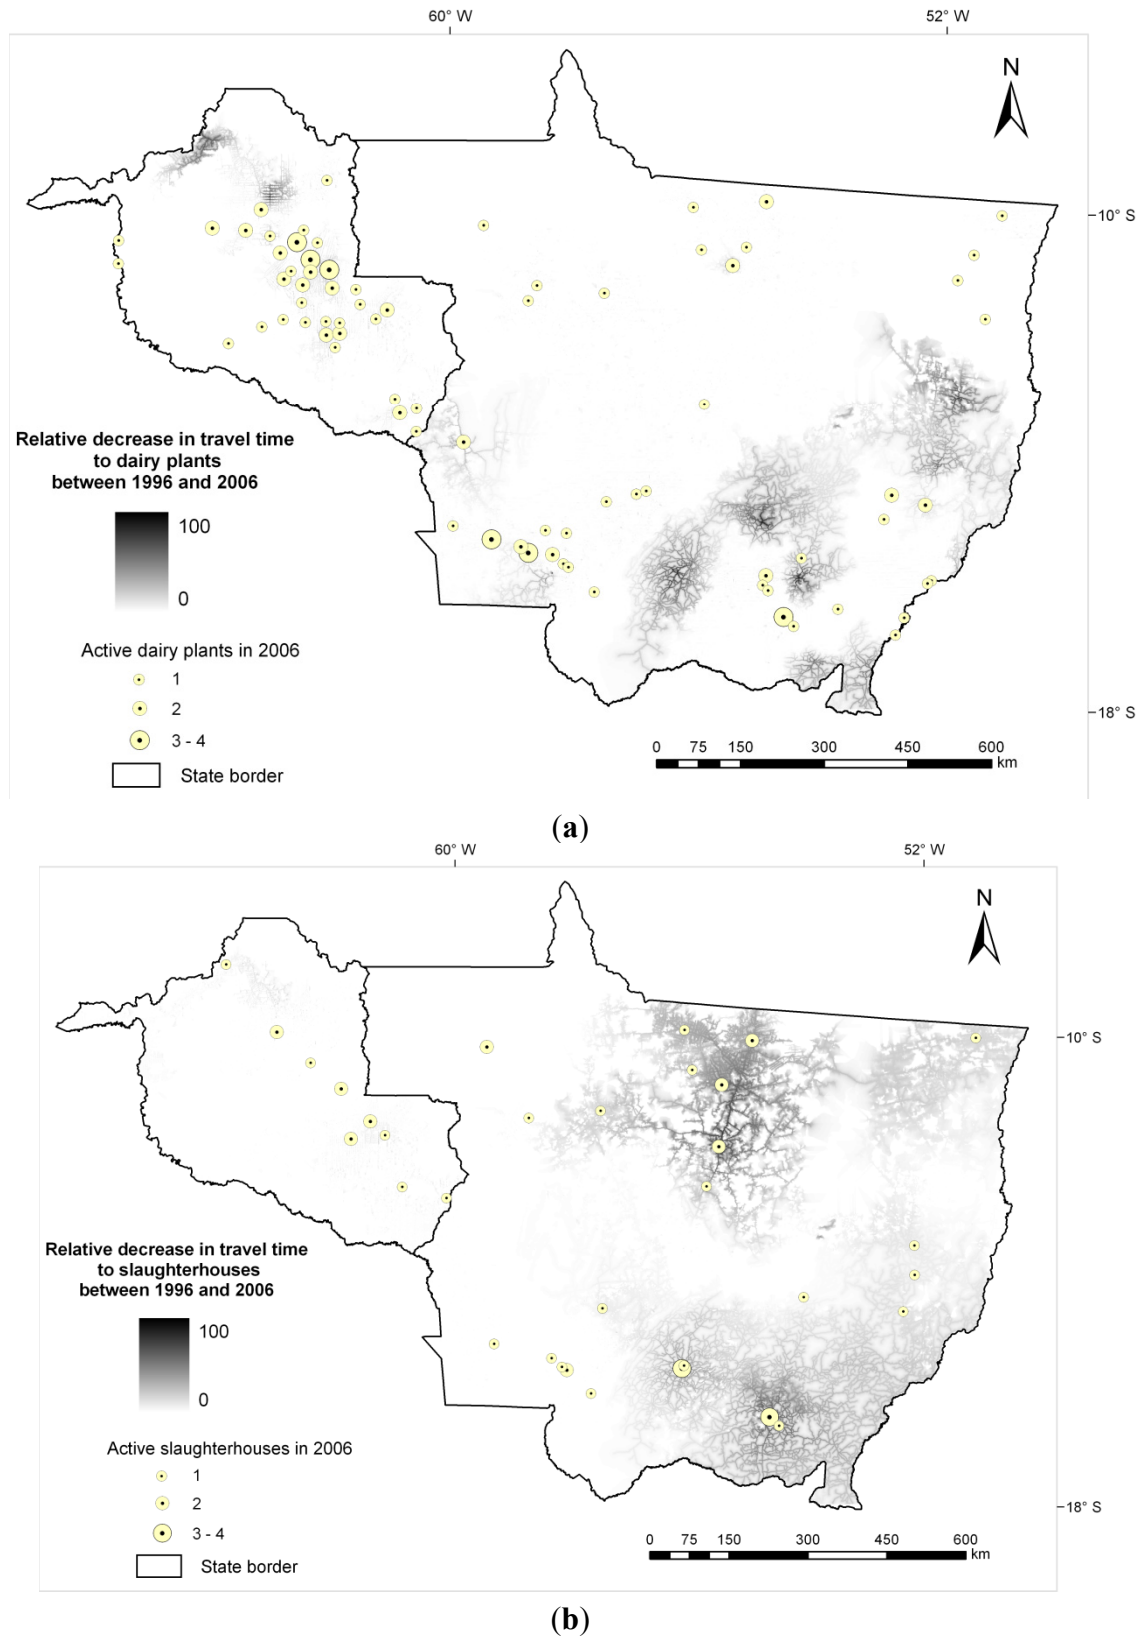 60° W
52° W
N
10° S
Relative decrease in travel time
to dairy plants
between 1996 and 2006
100
0
Active dairy plants in 2006
1
2
3 - 4
State border
18° S
0 75 150 300 450 600
km
(a)
60° W
52° W
N
10° S
Relative decrease in travel time
to slaughterhouses
between 1996 and 2006
100
0
Active slaughterhouses in 2006
1
2
3 - 4
State border
18° S
0 75 150 300 450 600
km
(b)